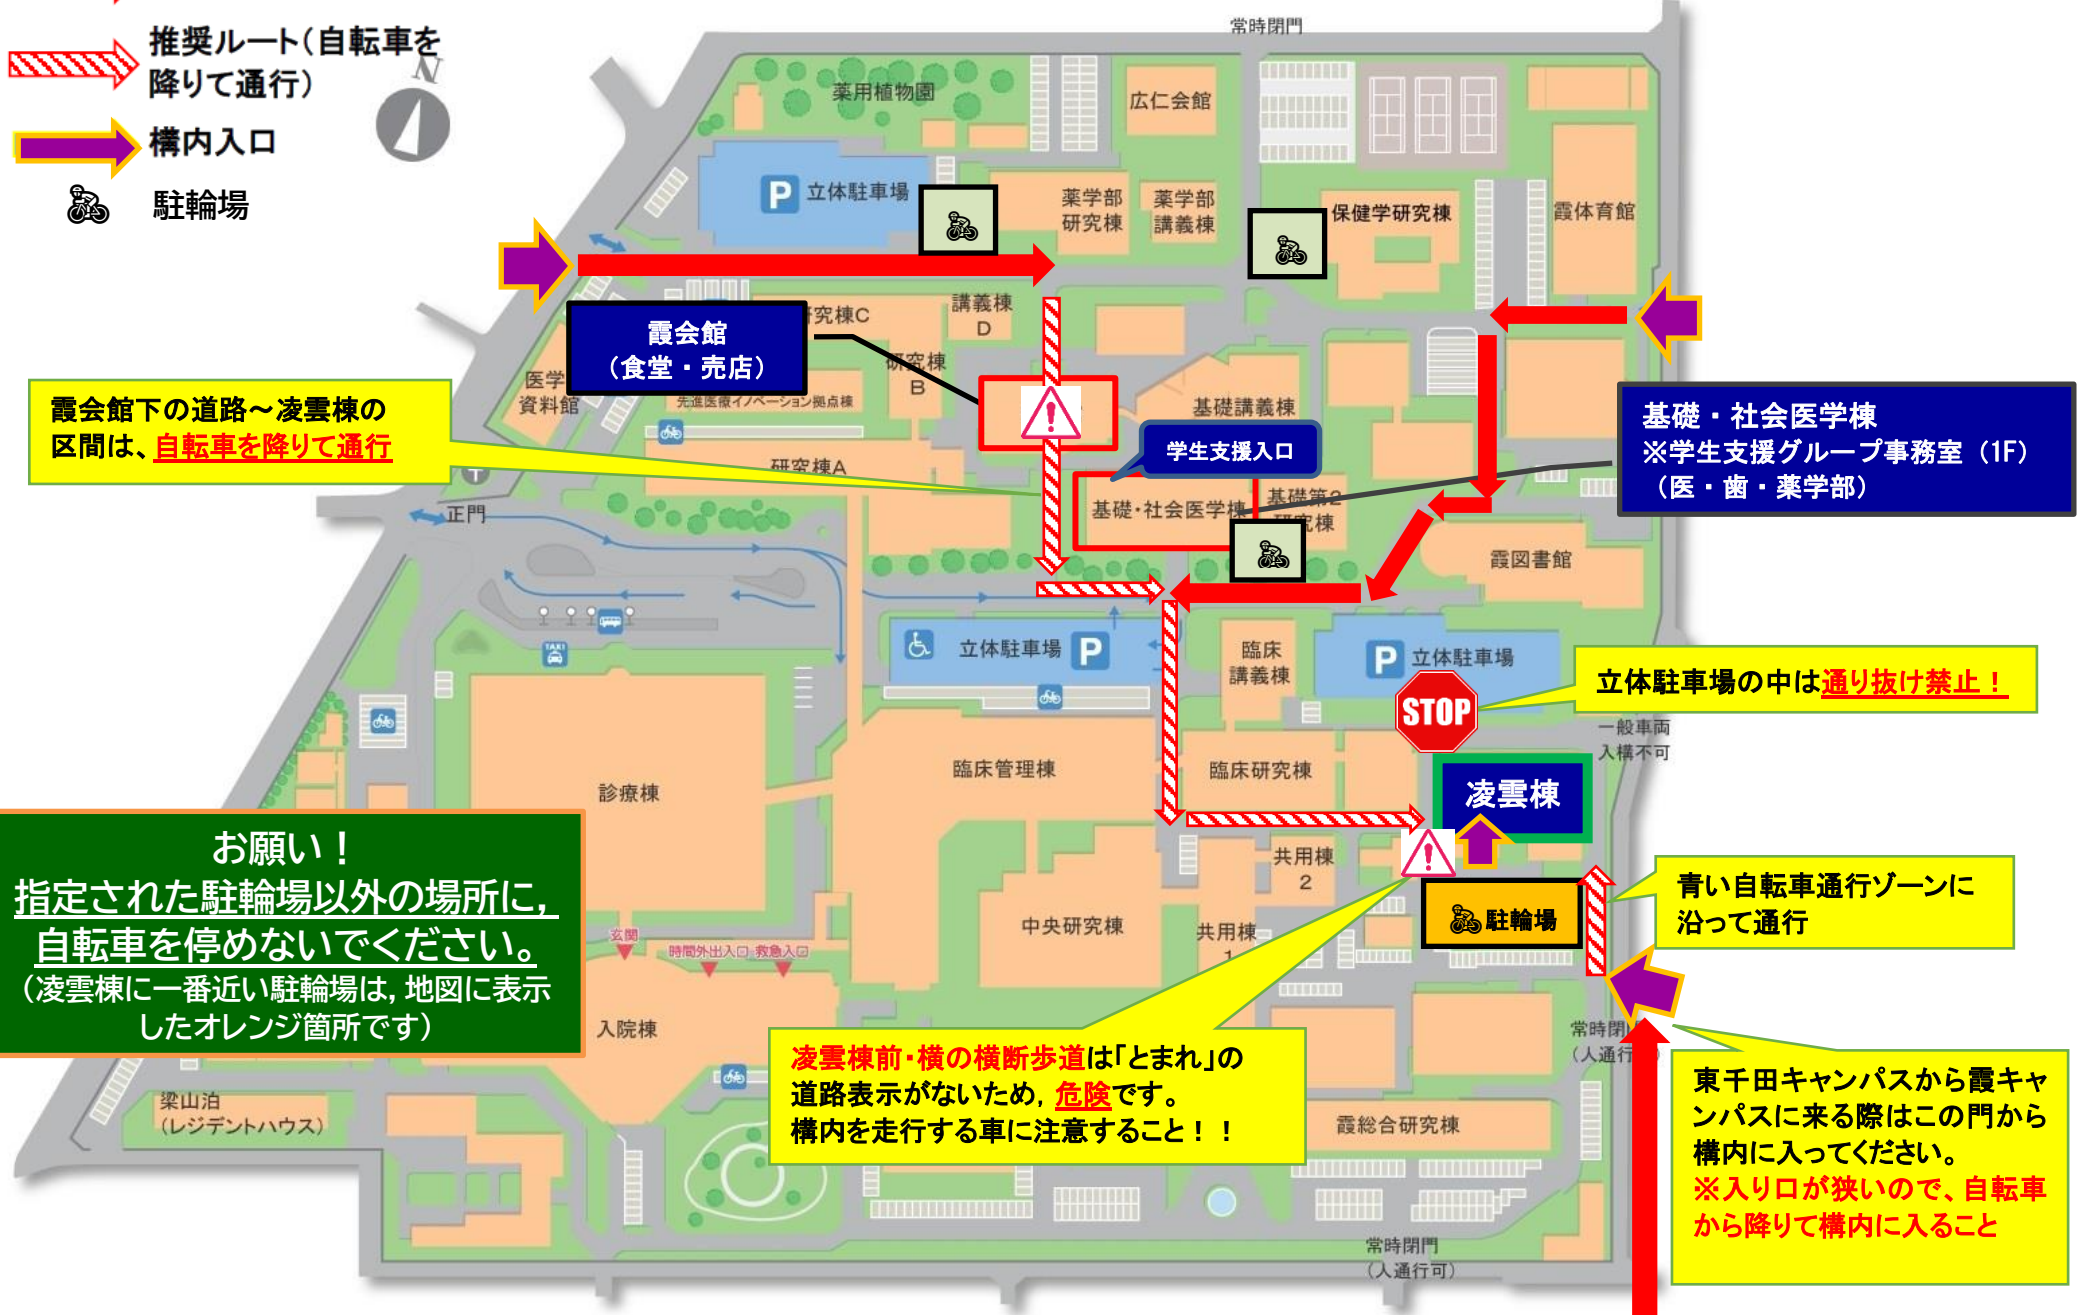 推奨ルート(自転車を
降りて通行)
N
構内入口
駐輪場
常時閉門
薬用植物園
広仁会館
P 立体駐車場
薬学部
研究棟
薬学部
講義棟
保健学研究棟
霞体育館
究棟C
講義棟
D
霞会館
(食堂・売店)
研究棟
B
医学
資料館
先進医療イノベーション拠点棟
基礎講義棟
霞会館下の道路～凌雲棟の
区間は、自転車を降りて通行
学生支援入口
基礎・社会医学棟
※学生支援グループ事務室(1F)
(医・歯・薬学部)
研究棟A
正門
基礎・社会医学棟
基礎第2
研究棟
霞図書館
TAXI
立体駐車場 P
臨床
講義棟
P 立体駐車場
STOP
立体駐車場の中は通り抜け禁止！
一般車両
入構不可
診療棟
臨床管理棟
臨床研究棟
凌雲棟
お願い！
指定された駐輪場以外の場所に,
自転車を停めないでください。
(凌雲棟に一番近い駐輪場は, 地図に表示
したオレンジ箇所です)
共用棟
2
青い自転車通行ゾーンに
沿って通行
駐輪場
中央研究棟
共用棟
1
玄関
時間外出入口
救急入口
入院棟
常時閉門
(人通行可)
凌雲棟前・横の横断歩道は「とまれ」の
道路表示がないため, 危険です。
構内を走行する車に注意すること！！
東千田キャンパスから霞キャ
ンパスに来る際はこの門から
構内に入ってください。
※入り口が狭いので、自転車
から降りて構内に入ること
梁山泊
(レジデントハウス)
霞総合研究棟
常時閉門
(人通行可)